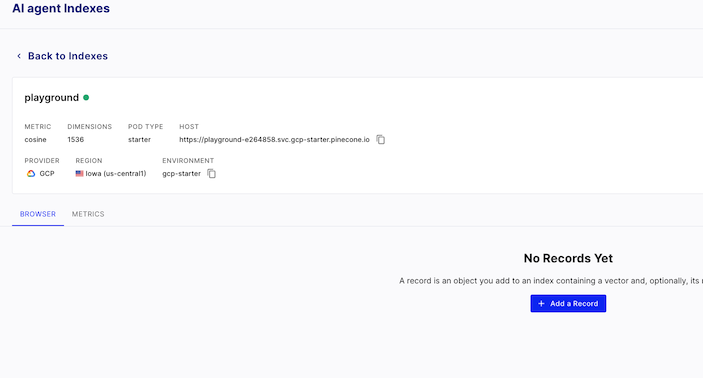 AI agent Indexes
Back to Indexes
playground
METRIC DIMENSIONS POD TYPE HOST
cosine 1536 starter https://playground-e264858.svc.gcp-starter.pinecone.io
PROVIDER REGION ENVIRONMENT
GCP Iowa (us-central1) gcp-starter
BROWSER METRICS
No Records Yet
A record is an object you add to an index containing a vector and, optionally, its
+ Add a Record